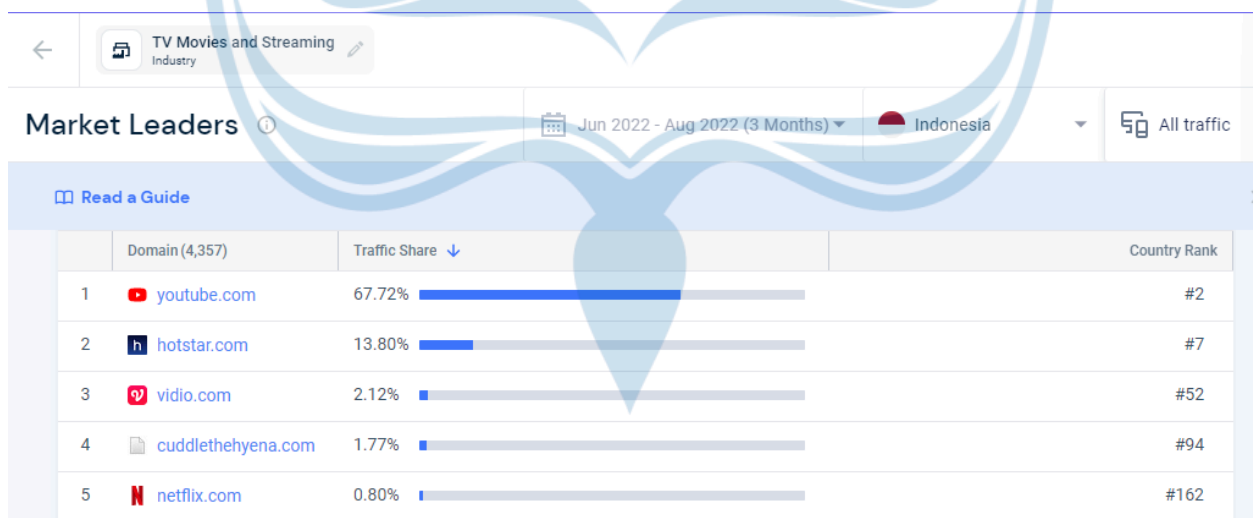 TV Movies and Streaming
Industry
Market Leaders
Jun 2022 - Aug 2022 (3 Months)
Indonesia
All traffic
Read a Guide
Domain (4,357) Traffic Share Country Rank
1 youtube.com 67.72% #2
2 h hotstar.com 13.80% #7
3 vidio.com 2.12% #52
4 cuddlethehyena.com 1.77% #94
5 N netflix.com 0.80% #162